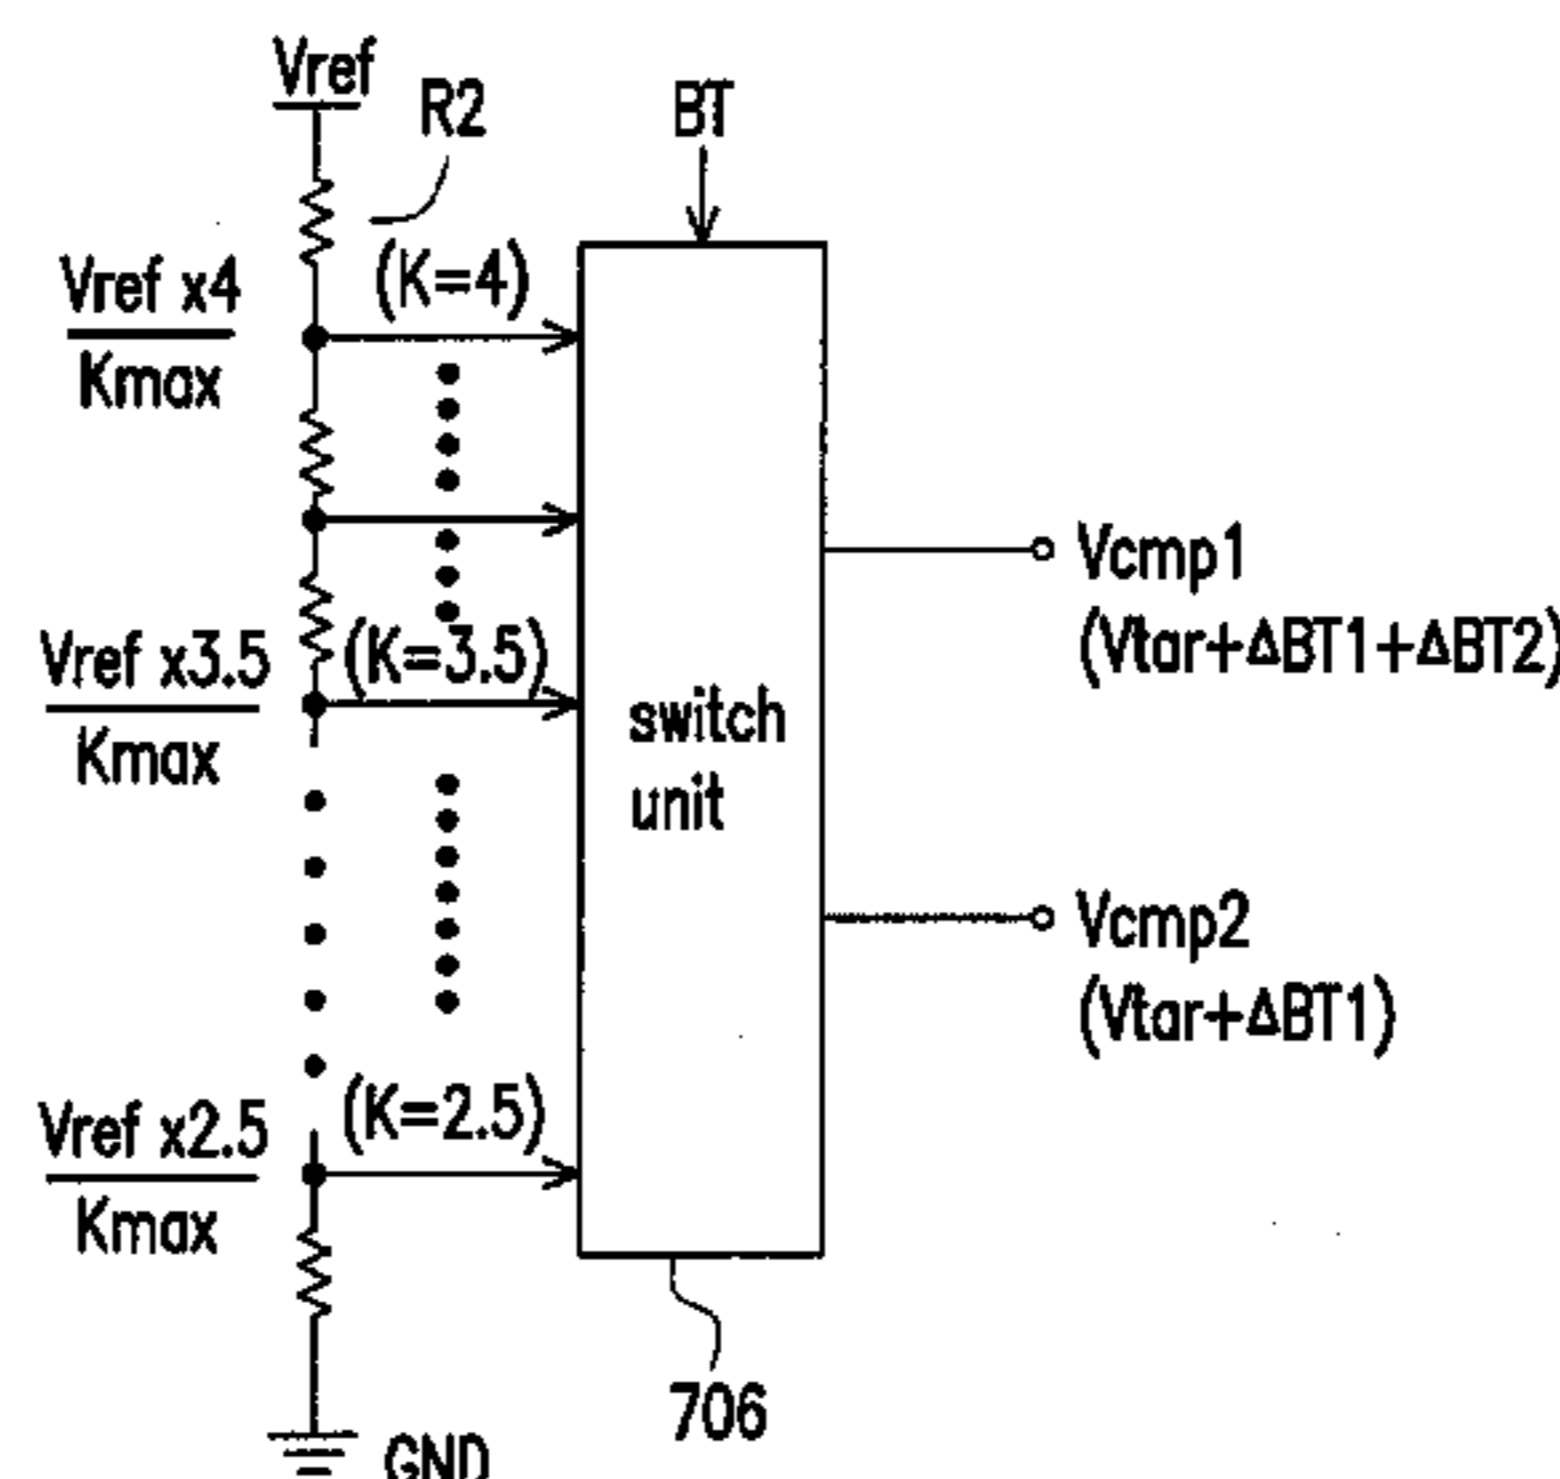 Vref
R2
BT
Vref x4
Kmax
(K=4)
Vref x3.5
Kmax
(K=3.5)
switch
unit
Vcmp1
(Vtar+ΔBT1+ΔBT2)
Vcmp2
(Vtar+ΔBT1)
Vref x2.5
Kmax
(K=2.5)
706
GND